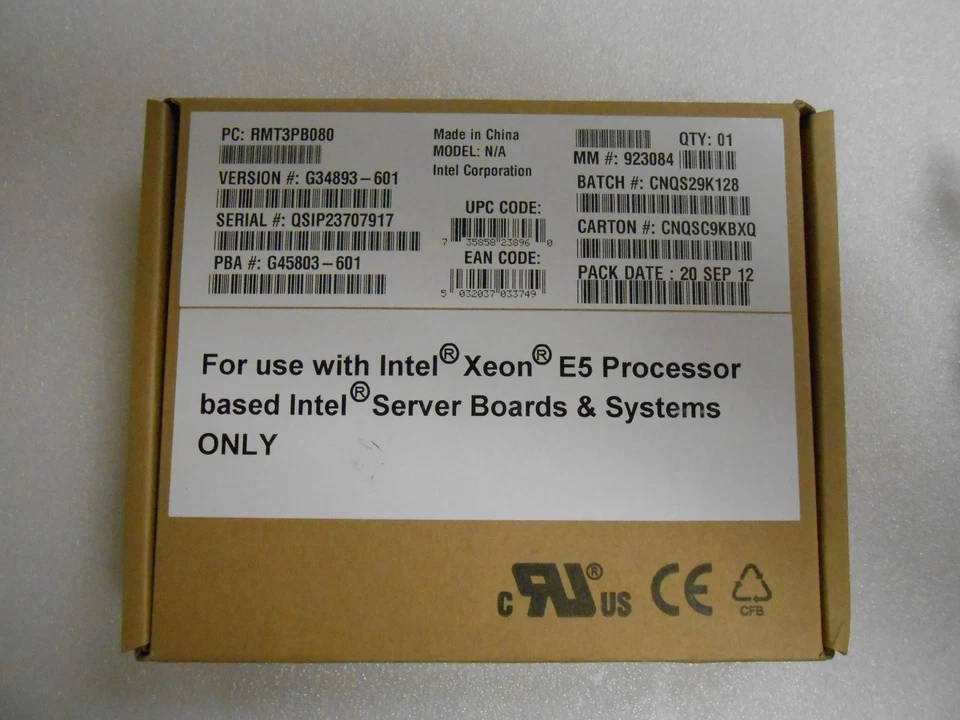 PC: RMT3PB080
VERSION #: G34893-601
SERIAL #: QSIP23707917
PBA #: G45803-601
Made in China
MODEL: N/A
Intel Corporation
UPC CODE:
7 35858 23896 0
EAN CODE:
5 032037 033749
QTY: 01
MM #: 923084
BATCH #: CNQS29K128
CARTON #: CNQSC9KBXQ
PACK DATE : 20 SEP 12
For use with Intel® Xeon® E5 Processor
based Intel® Server Boards & Systems
ONLY
C RU® US CE
CFB